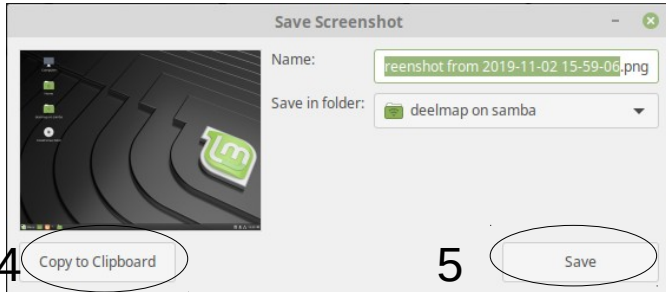 Save Screenshot
Name:
reenshot from 2019-11-02 15-59-06.png
Save in folder:
deelmap on samba
4
Copy to Clipboard
5
Save